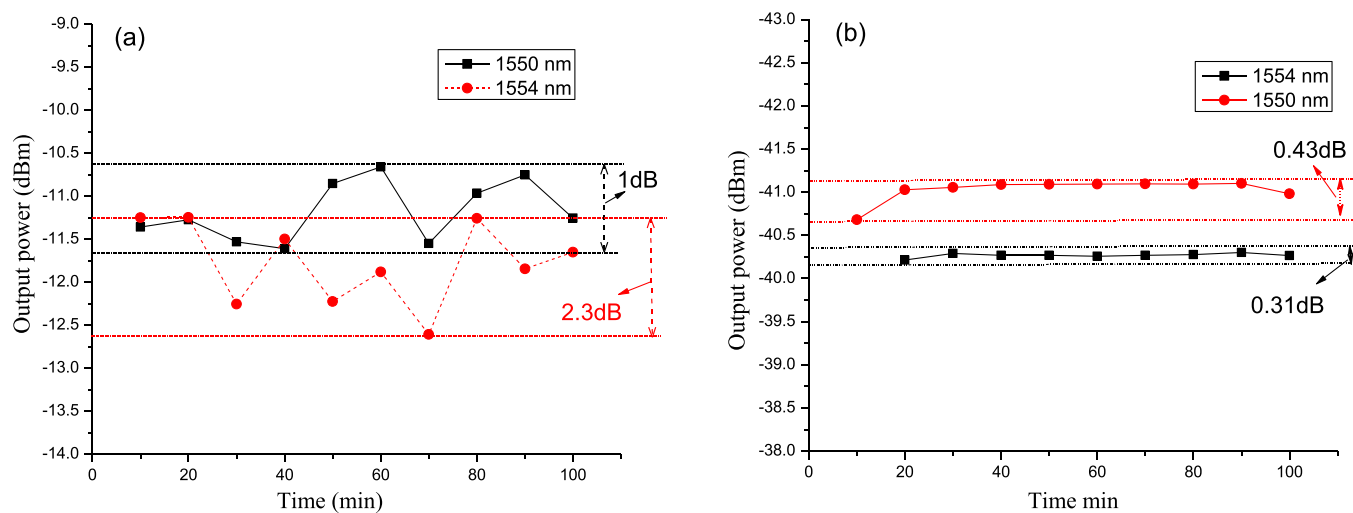 (a)
1550 nm
1554 nm
-9.0
-9.5
-10.0
-10.5
-11.0
-11.5
-12.0
-12.5
-13.0
-13.5
-14.0
Output power (dBm)
1dB
2.3dB
0 20 40 60 80 100
Time (min)
(b)
1554 nm
1550 nm
-43.0
-42.5
-42.0
-41.5
-41.0
-40.5
-40.0
-39.5
-39.0
-38.5
-38.0
Output power (dBm)
0.43dB
0.31dB
0 20 40 60 80 100
Time min